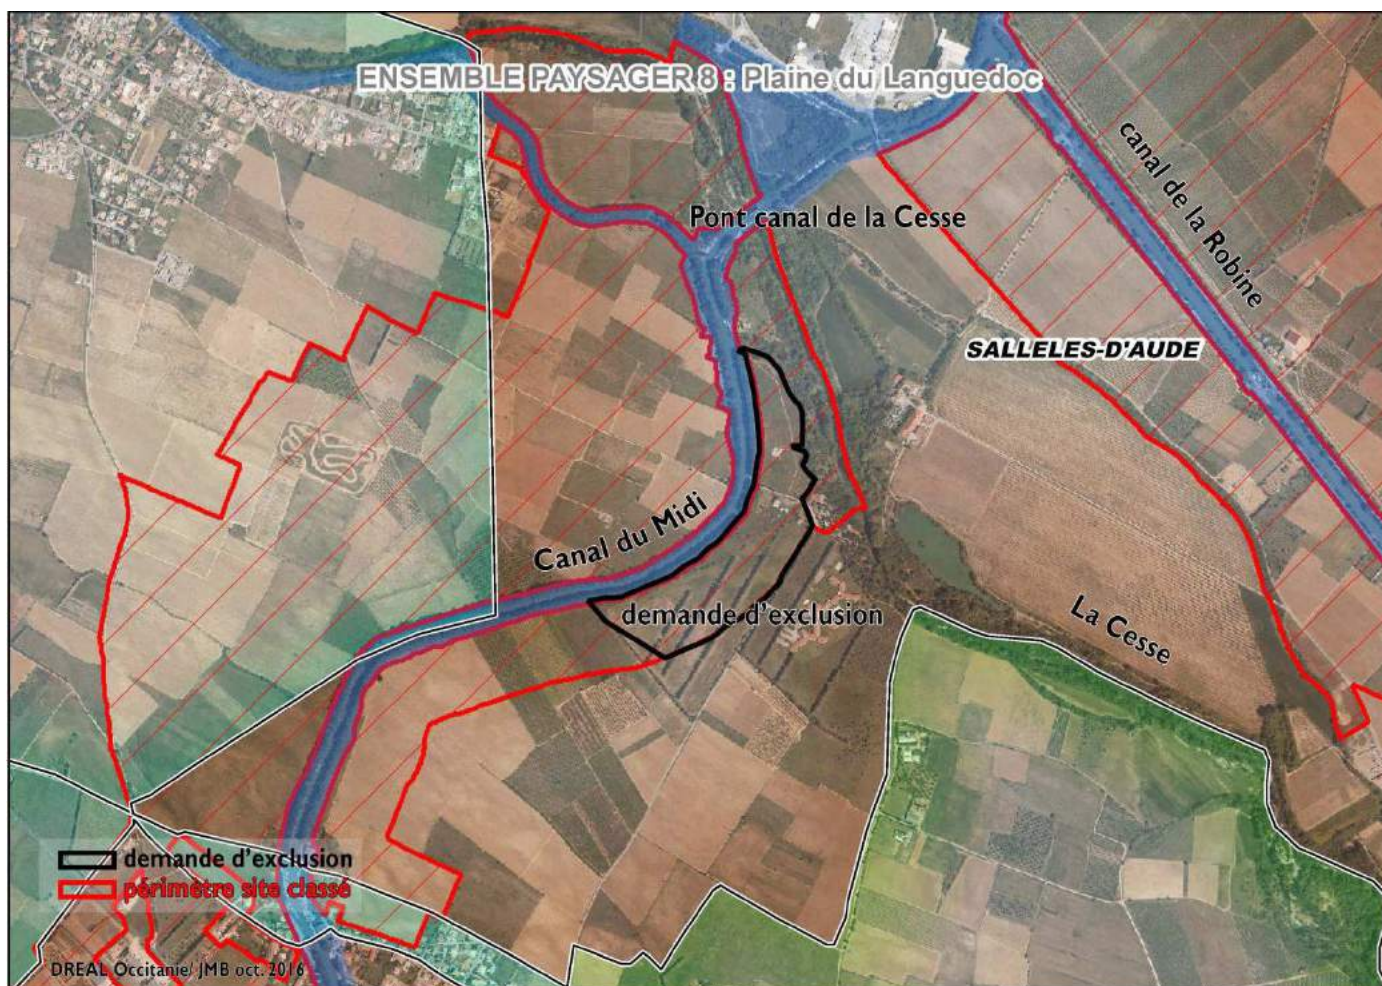 ENSEMBLE PAYSAGER 8 : Plaine du Languedoc
canal de la Robine
Pont canal de la Cesse
SALLELES-D'AUDE
Canal du Midi
demande d'exclusion
La Cesse
demande d'exclusion
périmètre site classé
DREAL Occitanie/ JMB oct. 2016